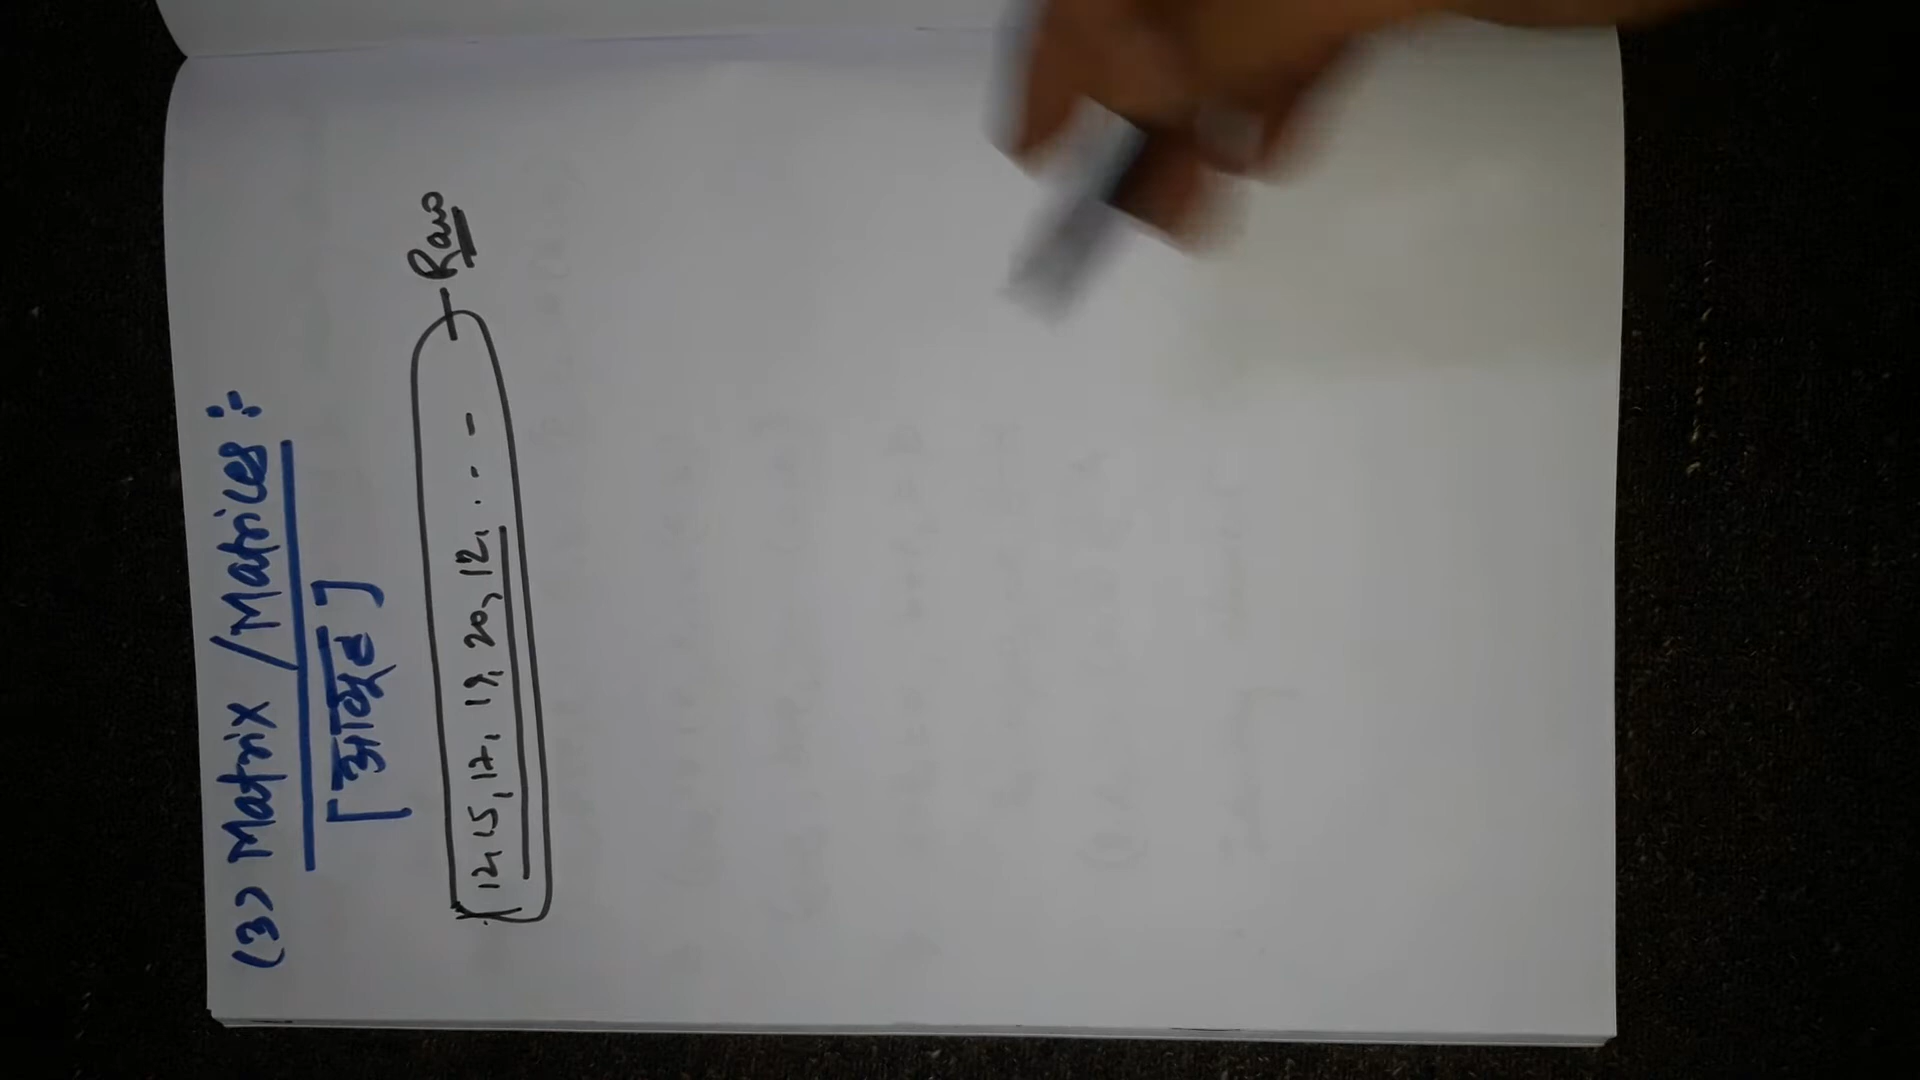 (3) Matrix / Matrices :-
[आव्यूह]
12, 15, 17, 19, 20, 12, . . - - Raw